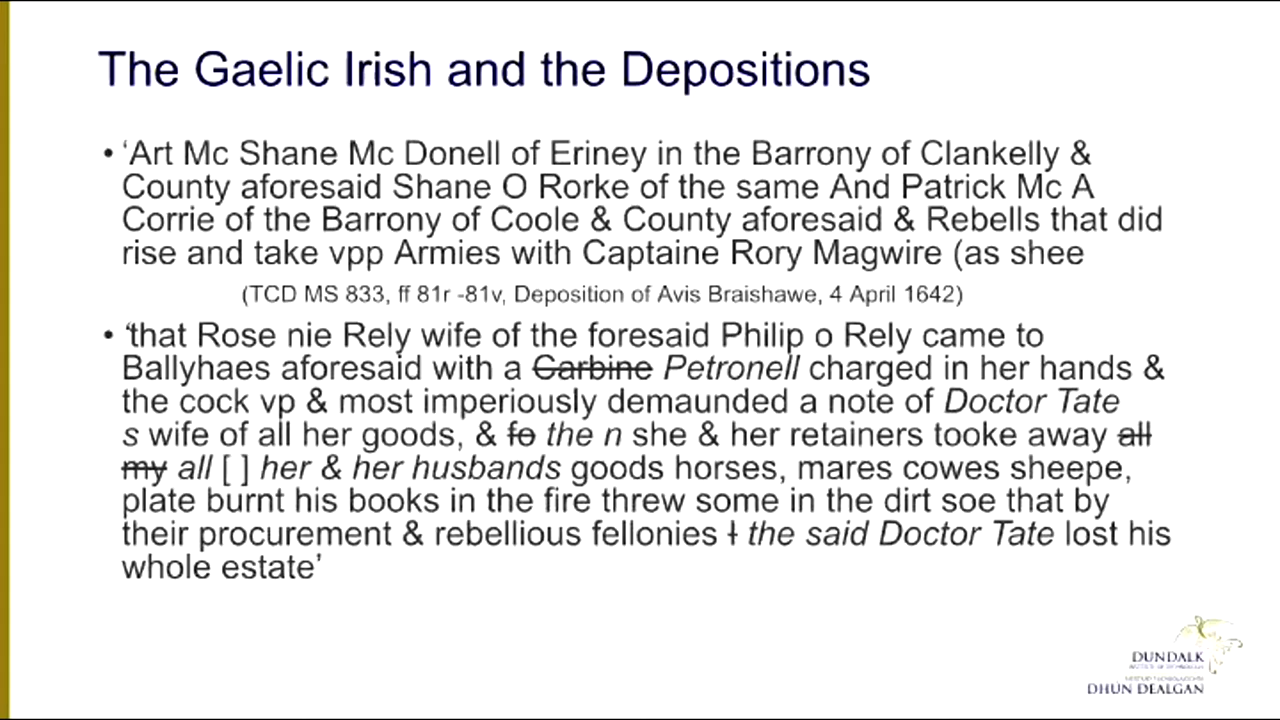 The Gaelic Irish and the Depositions
• ‘Art Mc Shane Mc Donell of Eriney in the Barrony of Clankelly &
County aforesaid Shane O Rorke of the same And Patrick Mc A
Corrie of the Barrony of Coole & County aforesaid & Rebells that did
rise and take vpp Armies with Captaine Rory Magwire (as shee
(TCD MS 833, ff 81r -81v, Deposition of Avis Braishawe, 4 April 1642)
• ‘that Rose nie Rely wife of the foresaid Philip o Rely came to
Ballyhaes aforesaid with a Carbine Petronell charged in her hands &
the cock vp & most imperiously demaunded a note of Doctor Tate
s wife of all her goods, & fo the n she & her retainers tooke away all
my all [ ] her & her husbands goods horses, mares cowes sheepe,
plate burnt his books in the fire threw some in the dirt soe that by
their procurement & rebellious fellonies I the said Doctor Tate lost his
whole estate’
DUNDALK
DHÚN DEALGAN